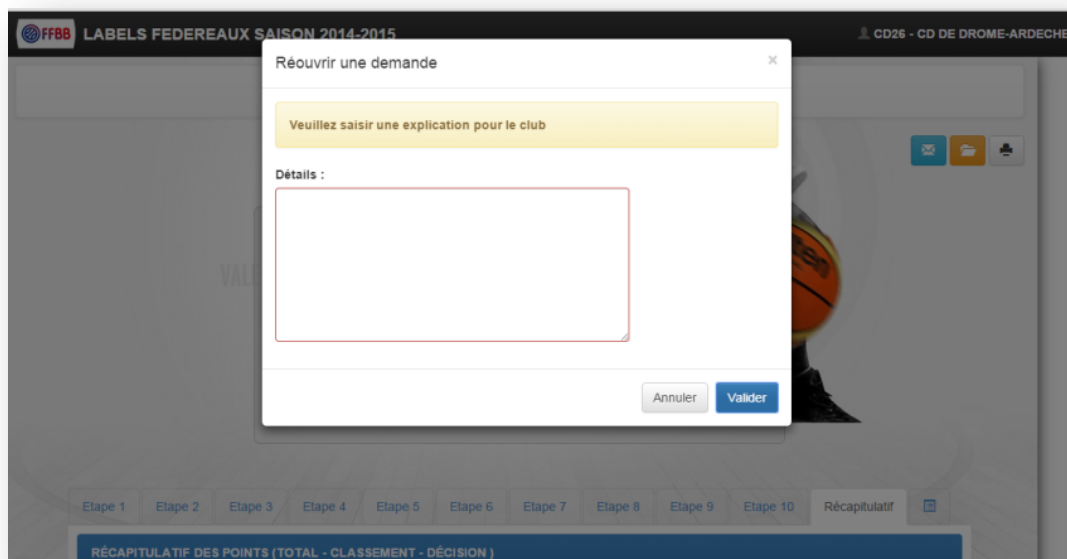 FFBB LABELS FEDEREAUX SAISON 2014-2015
CD26 - CD DE DROME-ARDECHE
Réouvrir une demande
×
Veuillez saisir une explication pour le club
Détails :
VALI
Annuler
Valider
Etape 1 Etape 2 Etape 3 Etape 4 Etape 5 Etape 6 Etape 7 Etape 8 Etape 9 Etape 10 Récapitulatif
RÉCAPITULATIF DES POINTS (TOTAL - CLASSEMENT - DÉCISION )